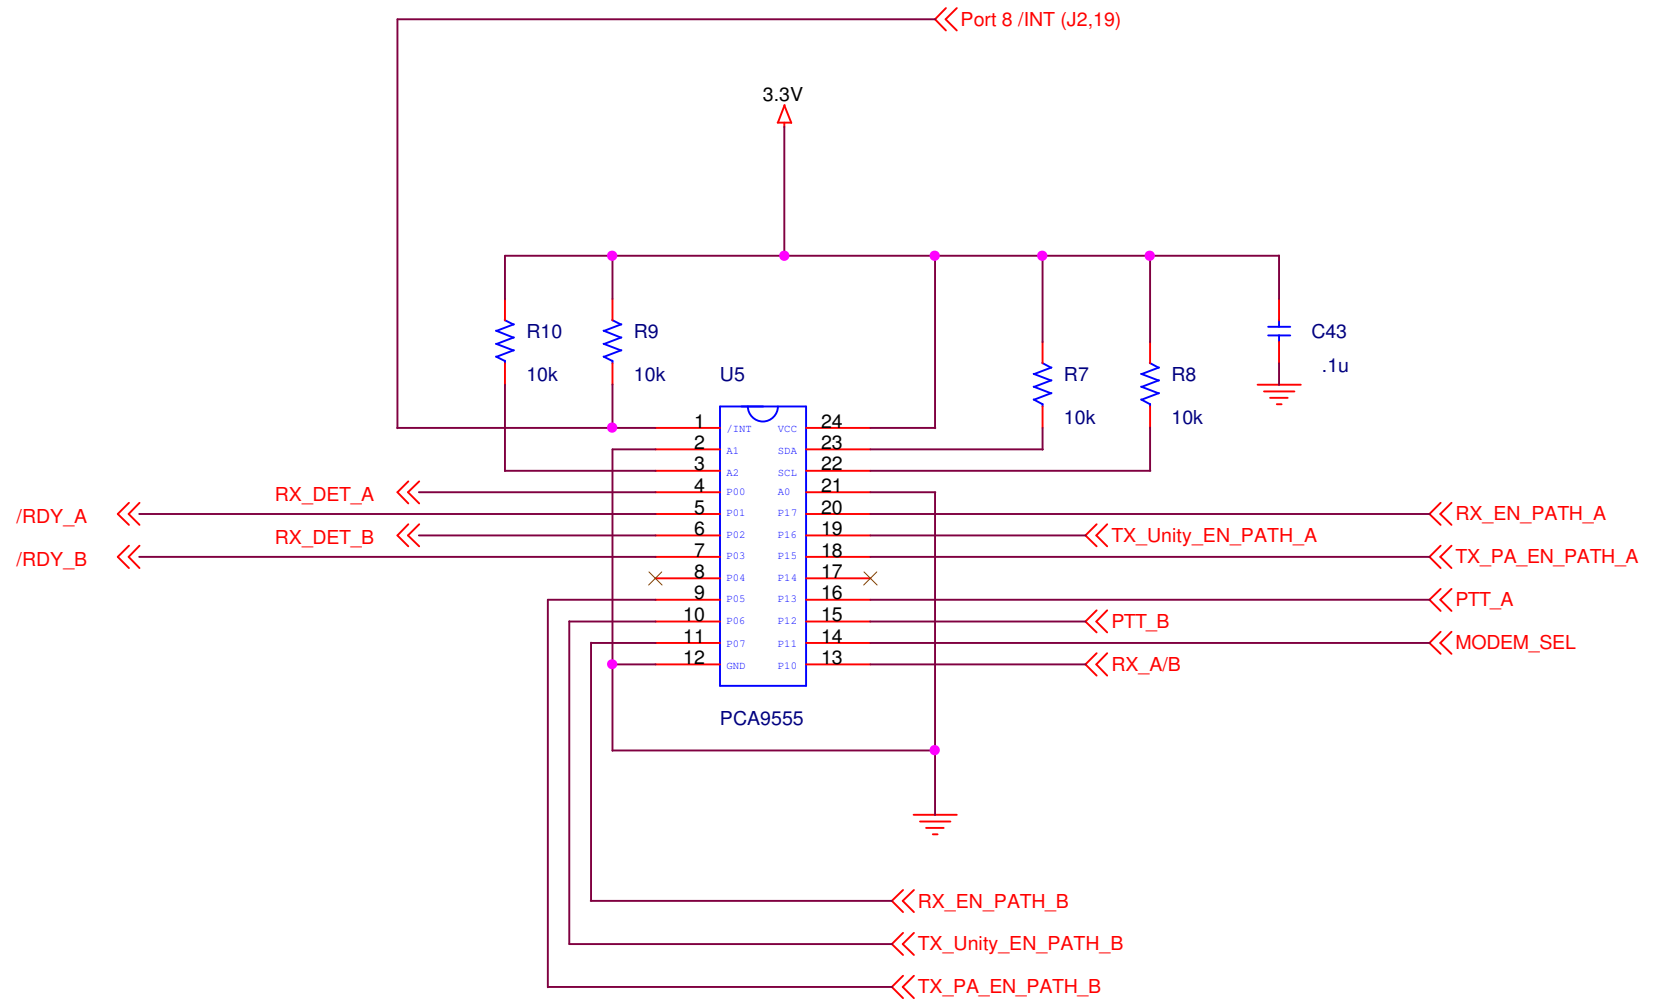 Port 8 /INT (J2,19)
3.3V
R10
10k
R9
10k
R7
10k
R8
10k
C43
.1u
U5
1 /INT VCC 24
2 A1 SDA 23
3 A2 SCL 22
RX_DET_A 4 P00 A0 21
/RDY_A 5 P01 P17 20 RX_EN_PATH_A
RX_DET_B 6 P02 P16 19 TX_Unity_EN_PATH_A
/RDY_B 7 P03 P15 18 TX_PA_EN_PATH_A
8 P04 P14 17
9 P05 P13 16 PTT_A
10 P06 P12 15 PTT_B
11 P07 P11 14 MODEM_SEL
12 GND P10 13 RX_A/B
PCA9555
RX_EN_PATH_B
TX_Unity_EN_PATH_B
TX_PA_EN_PATH_B